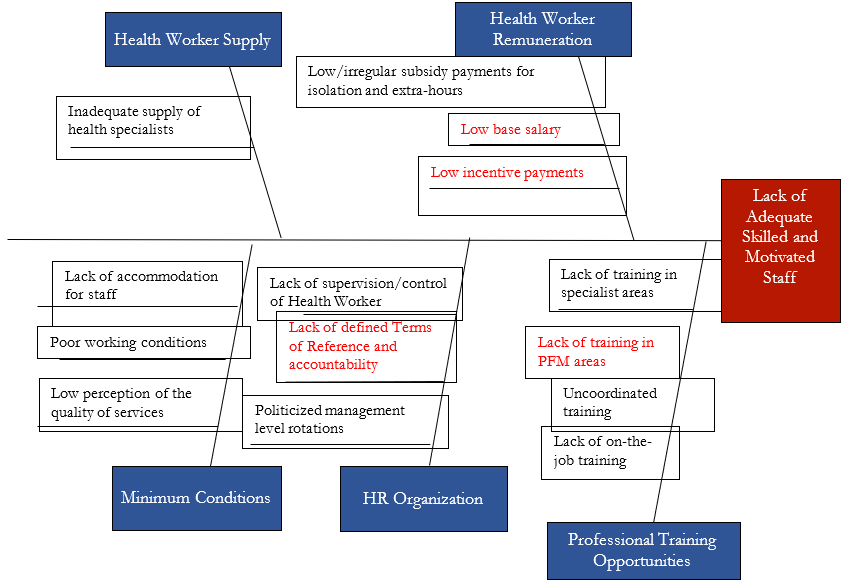 Health Worker Supply
Health Worker
Remuneration
Low/irregular subsidy payments for
isolation and extra-hours
Inadequate supply of
health specialists
Low base salary
Low incentive payments
Lack of
Adequate
Skilled and
Motivated
Staff
Lack of accommodation
for staff
Poor working conditions
Low perception of the
quality of services
Lack of supervision/control
of Health Worker
Lack of defined Terms
of Reference and
accountability
Politicized management
level rotations
Lack of training in
specialist areas
Lack of training in
PFM areas
Uncoordinated
training
Lack of on-the-
job training
Minimum Conditions
HR Organization
Professional Training
Opportunities